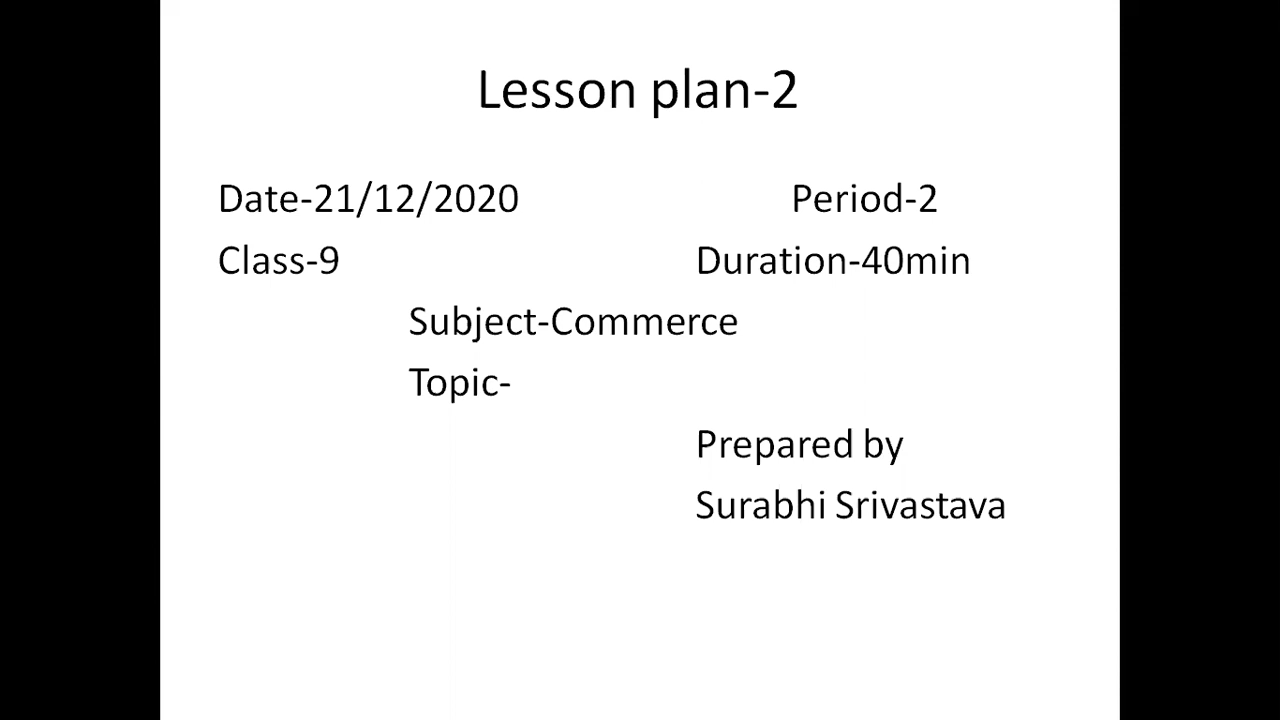 Lesson plan-2
Date-21/12/2020 Period-2
Class-9 Duration-40min
Subject-Commerce
Topic-
Prepared by
Surabhi Srivastava